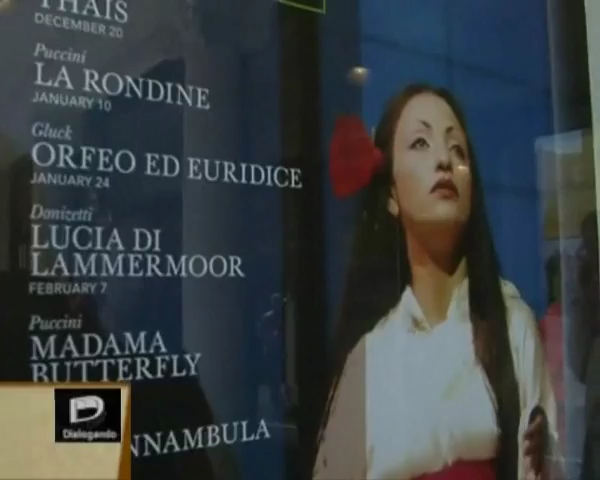 THAÏS
DECEMBER 20
Puccini
LA RONDINE
JANUARY 10
Gluck
ORFEO ED EURIDICE
JANUARY 24
Donizetti
LUCIA DI
LAMMERMOOR
FEBRUARY 7
Puccini
MADAMA
BUTTERFLY
NNAMBULA
D
Dialogando